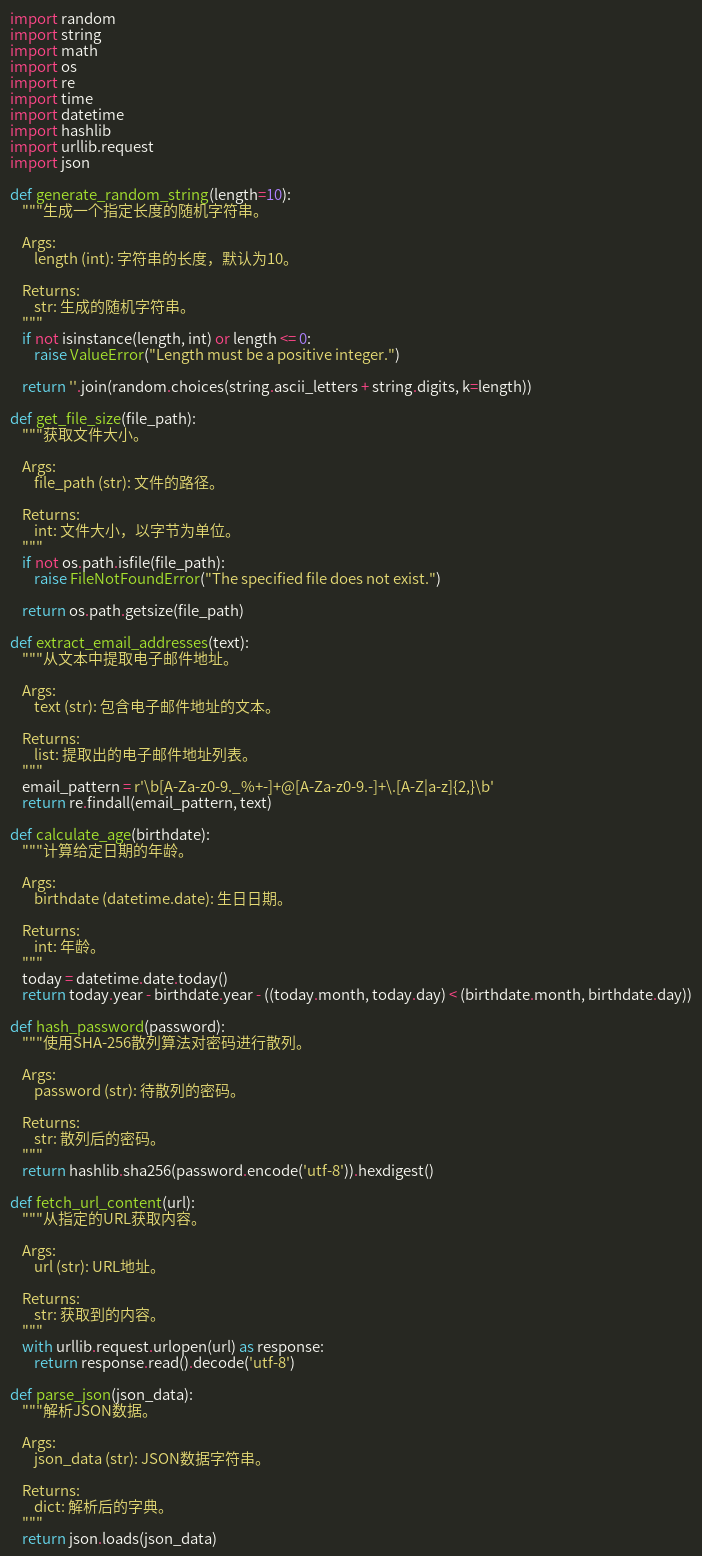 import random
import string
import math
import os
import re
import time
import datetime
import hashlib
import urllib.request
import json

def generate_random_string(length=10):
    """生成一个指定长度的随机字符串。

    Args:
        length (int): 字符串的长度，默认为10。

    Returns:
        str: 生成的随机字符串。
    """
    if not isinstance(length, int) or length <= 0:
        raise ValueError("Length must be a positive integer.")

    return ''.join(random.choices(string.ascii_letters + string.digits, k=length))

def get_file_size(file_path):
    """获取文件大小。

    Args:
        file_path (str): 文件的路径。

    Returns:
        int: 文件大小，以字节为单位。
    """
    if not os.path.isfile(file_path):
        raise FileNotFoundError("The specified file does not exist.")

    return os.path.getsize(file_path)

def extract_email_addresses(text):
    """从文本中提取电子邮件地址。

    Args:
        text (str): 包含电子邮件地址的文本。

    Returns:
        list: 提取出的电子邮件地址列表。
    """
    email_pattern = r'\b[A-Za-z0-9._%+-]+@[A-Za-z0-9.-]+\.[A-Z|a-z]{2,}\b'
    return re.findall(email_pattern, text)

def calculate_age(birthdate):
    """计算给定日期的年龄。

    Args:
        birthdate (datetime.date): 生日日期。

    Returns:
        int: 年龄。
    """
    today = datetime.date.today()
    return today.year - birthdate.year - ((today.month, today.day) < (birthdate.month, birthdate.day))

def hash_password(password):
    """使用SHA-256散列算法对密码进行散列。

    Args:
        password (str): 待散列的密码。

    Returns:
        str: 散列后的密码。
    """
    return hashlib.sha256(password.encode('utf-8')).hexdigest()

def fetch_url_content(url):
    """从指定的URL获取内容。

    Args:
        url (str): URL地址。

    Returns:
        str: 获取到的内容。
    """
    with urllib.request.urlopen(url) as response:
        return response.read().decode('utf-8')

def parse_json(json_data):
    """解析JSON数据。

    Args:
        json_data (str): JSON数据字符串。

    Returns:
        dict: 解析后的字典。
    """
    return json.loads(json_data)